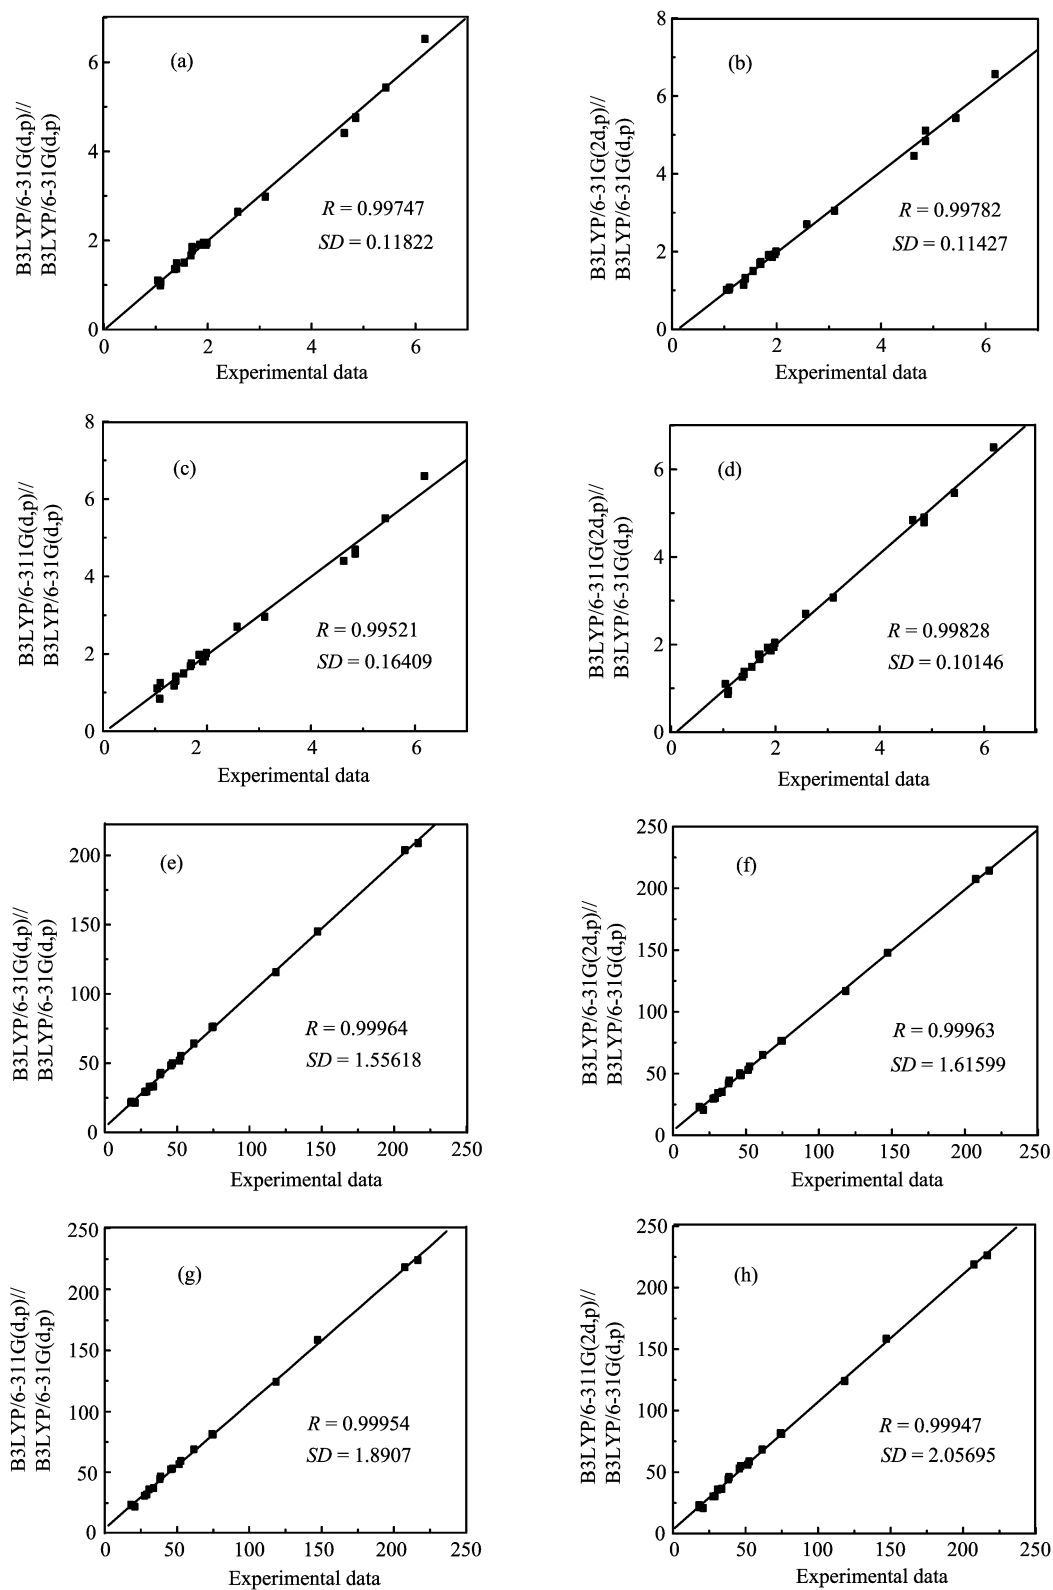 (a)
B3LYP/6-31G(d,p)//
B3LYP/6-31G(d,p)
6
4
2
0
R = 0.99747
SD = 0.11822
0 2 4 6
Experimental data
(b)
B3LYP/6-31G(2d,p)//
B3LYP/6-31G(d,p)
8
6
4
2
0
R = 0.99782
SD = 0.11427
0 2 4 6
Experimental data
(c)
B3LYP/6-311G(d,p)//
B3LYP/6-31G(d,p)
8
6
4
2
0
R = 0.99521
SD = 0.16409
0 2 4 6
Experimental data
(d)
B3LYP/6-311G(2d,p)//
B3LYP/6-31G(d,p)
6
4
2
0
R = 0.99828
SD = 0.10146
0 2 4 6
Experimental data
(e)
B3LYP/6-31G(d,p)//
B3LYP/6-31G(d,p)
200
150
100
50
0
R = 0.99964
SD = 1.55618
0 50 100 150 200 250
Experimental data
(f)
B3LYP/6-31G(2d,p)//
B3LYP/6-31G(d,p)
250
200
150
100
50
0
R = 0.99963
SD = 1.61599
0 50 100 150 200 250
Experimental data
(g)
B3LYP/6-311G(d,p)//
B3LYP/6-31G(d,p)
250
200
150
100
50
0
R = 0.99954
SD = 1.8907
0 50 100 150 200 250
Experimental data
(h)
B3LYP/6-311G(2d,p)//
B3LYP/6-31G(d,p)
250
200
150
100
50
0
R = 0.99947
SD = 2.05695
0 50 100 150 200 250
Experimental data